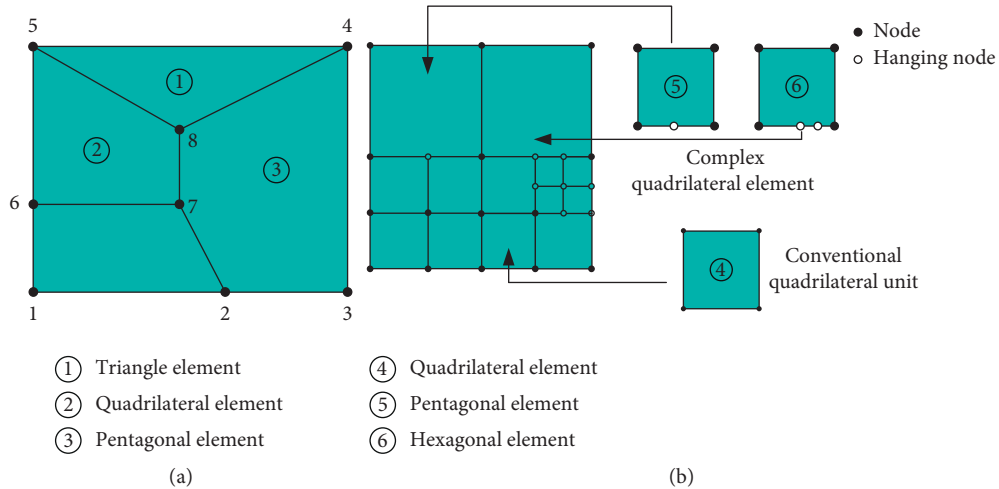 5
4
1
8
2
3
6
7
1
2
3
5
6
Node
Hanging node
Complex
quadrilateral element
4
Conventional
quadrilateral unit
1 Triangle element
2 Quadrilateral element
3 Pentagonal element
4 Quadrilateral element
5 Pentagonal element
6 Hexagonal element
(a)
(b)